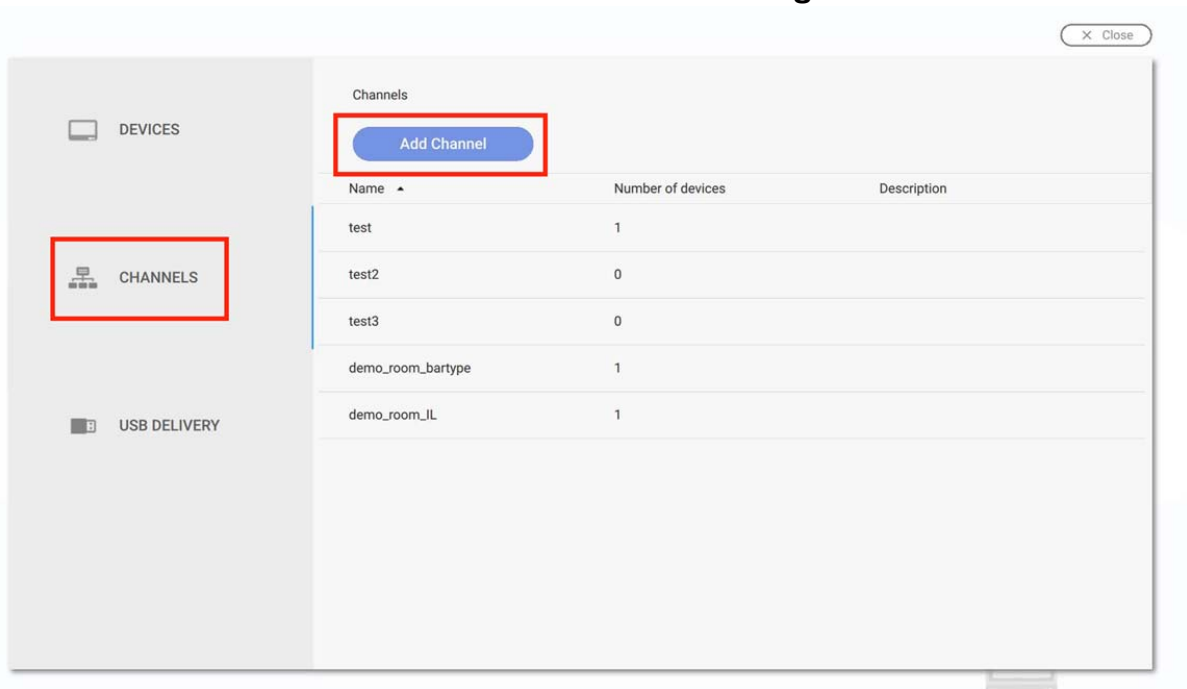 Close
Channels
DEVICES
Add Channel
Name Number of devices Description
test 1
test2 0
CHANNELS
test3 0
demo_room_bartype 1
demo_room_IL 1
USB DELIVERY